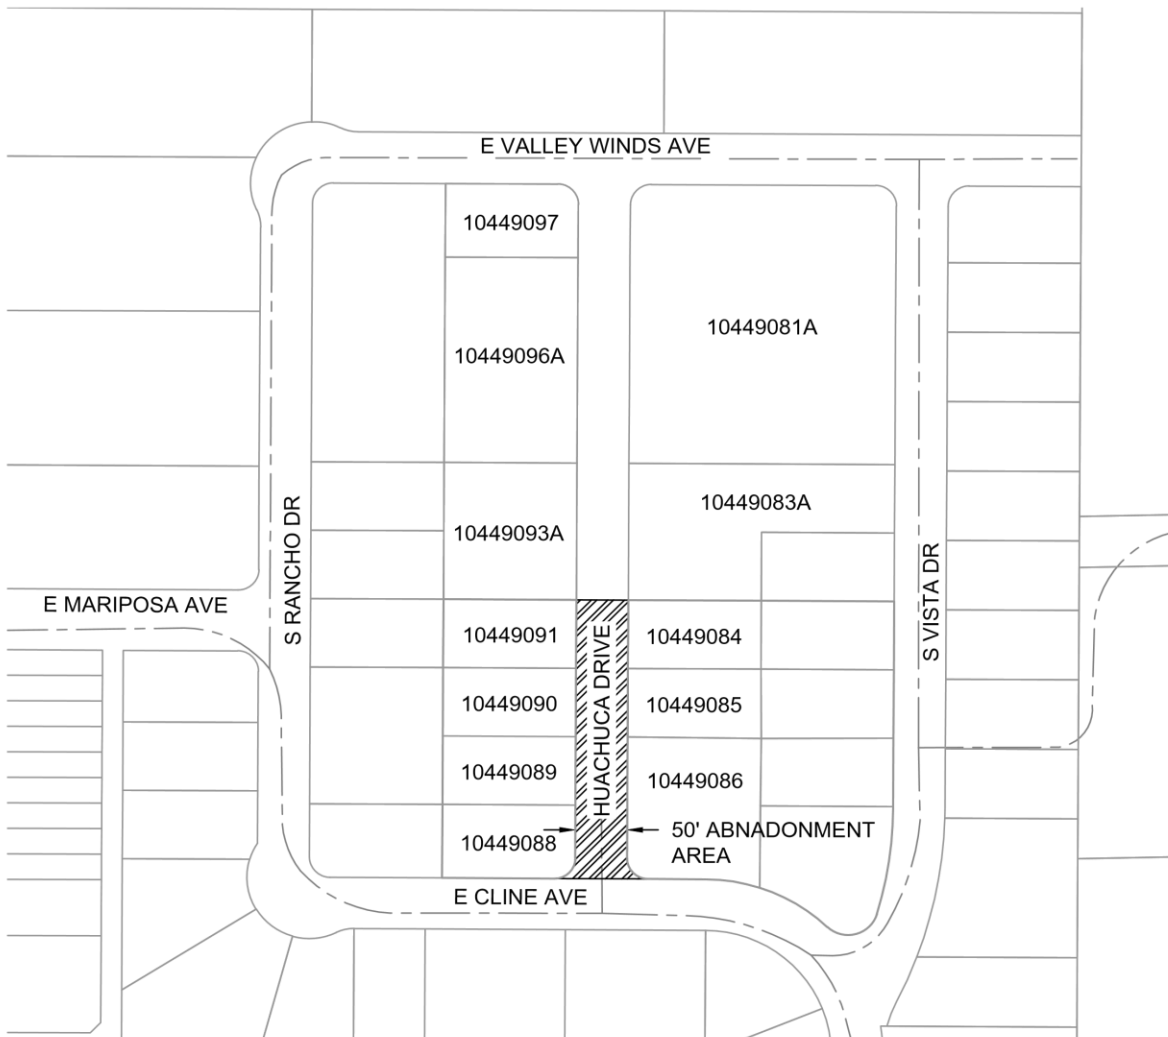 E VALLEY WINDS AVE
10449097
10449081A
10449096A
10449083A
10449093A
S RANCHO DR
S VISTA DR
E MARIPOSA AVE
10449091
HUACHUCA DRIVE
10449084
10449090
10449085
10449089
10449086
10449088
50' ABNADONMENT
AREA
E CLINE AVE